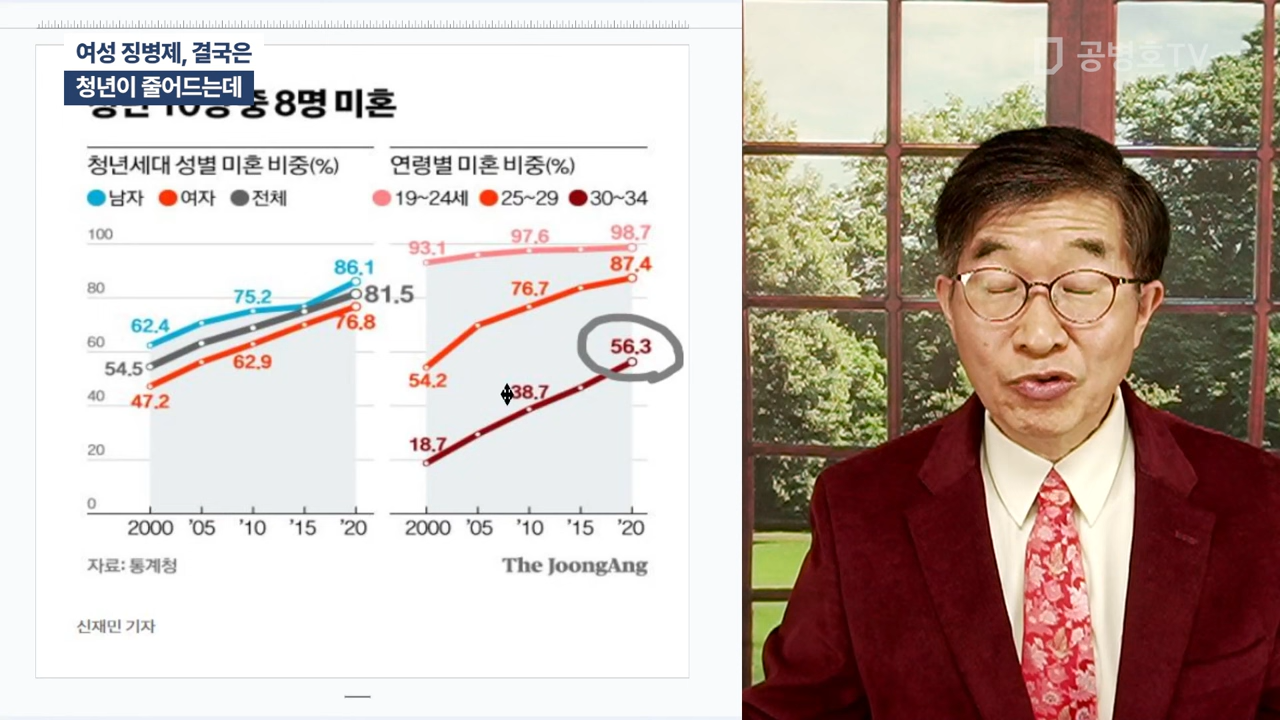 여성 징병제, 결국은
청년이 줄어드는데
공병호TV
중 8명 미혼
청년세대 성별 미혼 비중(%)
남자 여자 전체
100
80
60
40
20
0
62.4
75.2
86.1
54.5
81.5
47.2
62.9
76.8
2000 '05 '10 '15 '20
연령별 미혼 비중(%)
19~24세 25~29 30~34
93.1
97.6
98.7
54.2
76.7
87.4
18.7
38.7
56.3
2000 '05 '10 '15 '20
자료: 통계청
The JoongAng
신재민 기자